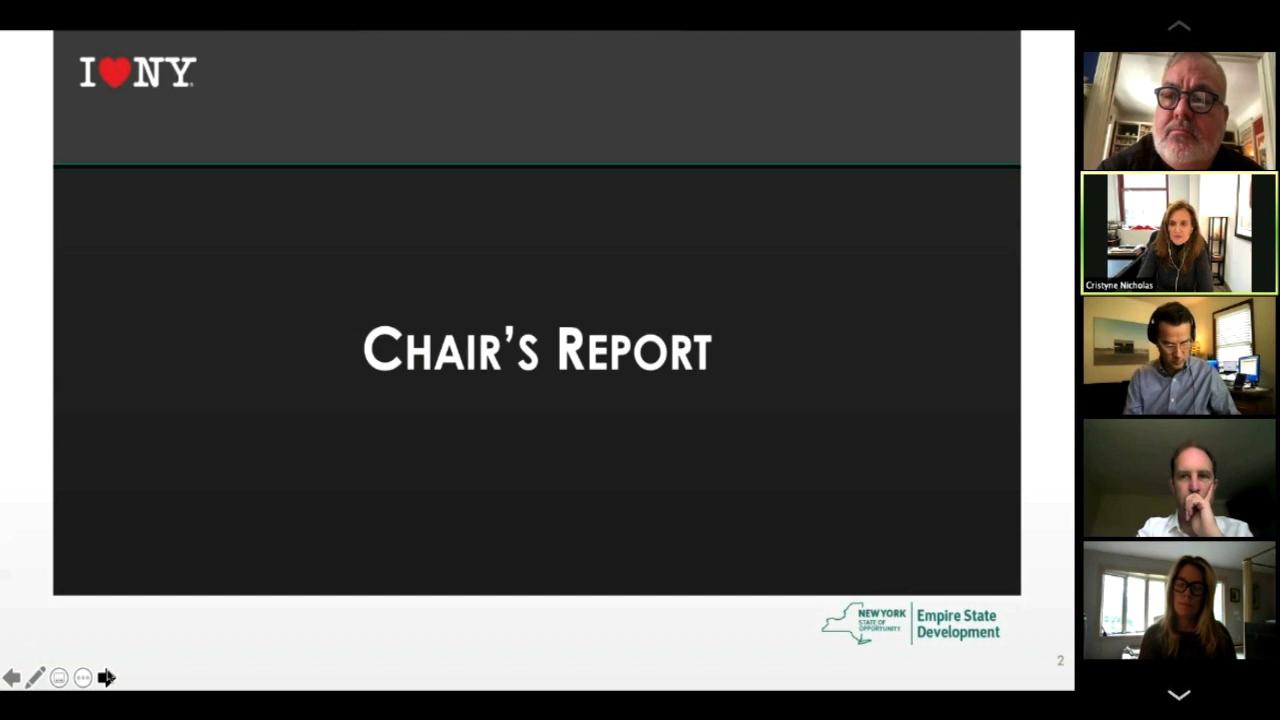 I NY
CHAIR'S REPORT
NEW YORK
STATE OF
OPPORTUNITY
Empire State
Development
2
Cristyne Nicholas